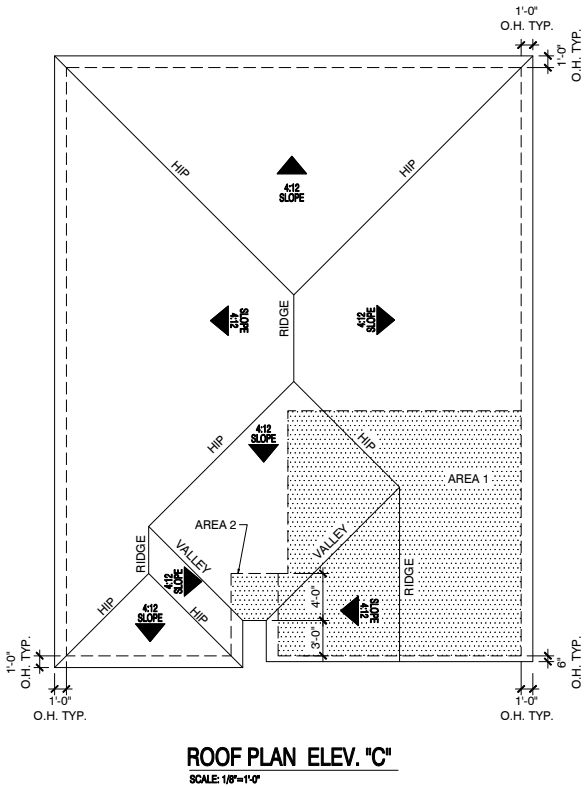 1'-0"
O.H. TYP.
1'-0"
O.H. TYP.
HIP
HIP
4:12
SLOPE
4:12
SLOPE
RIDGE
4:12
SLOPE
HIP
4:12
SLOPE
HIP
AREA 1
AREA 2
VALLEY
VALLEY
RIDGE
RIDGE
4:12
SLOPE
HIP
4:12
SLOPE
HIP
4'-0"
4:12
SLOPE
3'-0"
1'-0"
O.H. TYP.
6"
O.H. TYP.
1'-0"
O.H. TYP.
1'-0"
O.H. TYP.
ROOF PLAN ELEV. "C"
SCALE: 1/8"=1'-0"